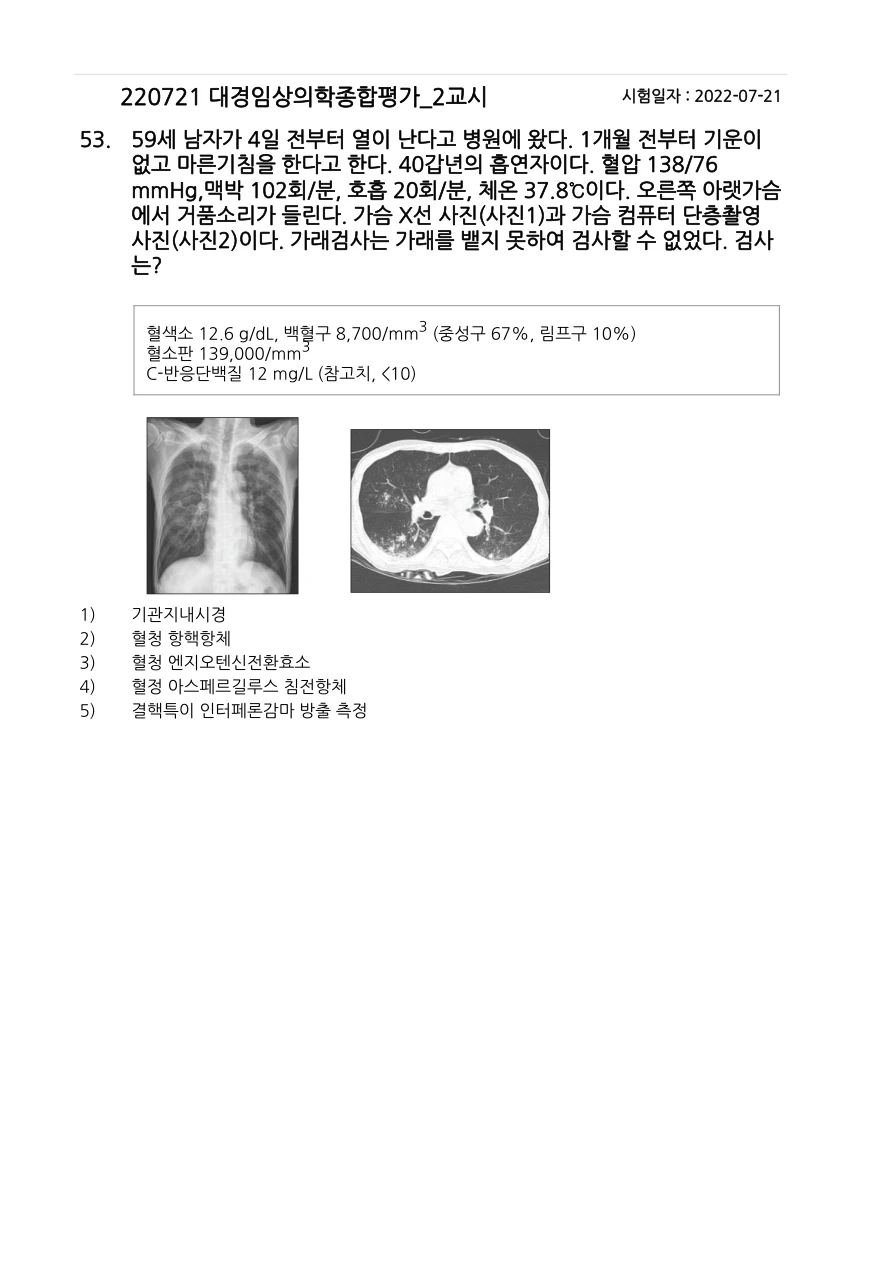 220721 대경임상의학종합평가_2교시 시험일자 : 2022-07-21
53. 59세 남자가 4일 전부터 열이 난다고 병원에 왔다. 1개월 전부터 기운이
없고 마른기침을 한다고 한다. 40갑년의 흡연자이다. 혈압 138/76
mmHg,맥박 102회/분, 호흡 20회/분, 체온 37.8℃이다. 오른쪽 아랫가슴
에서 거품소리가 들린다. 가슴 X선 사진(사진1)과 가슴 컴퓨터 단층촬영
사진(사진2)이다. 가래검사는 가래를 뱉지 못하여 검사할 수 없었다. 검사
는?
혈색소 12.6 g/dL, 백혈구 8,700/mm³ (중성구 67%, 림프구 10%)
혈소판 139,000/mm³
C-반응단백질 12 mg/L (참고치, <10)
1) 기관지내시경
2) 혈청 항핵항체
3) 혈청 엔지오텐신전환효소
4) 혈정 아스페르길루스 침전항체
5) 결핵특이 인터페론감마 방출 측정